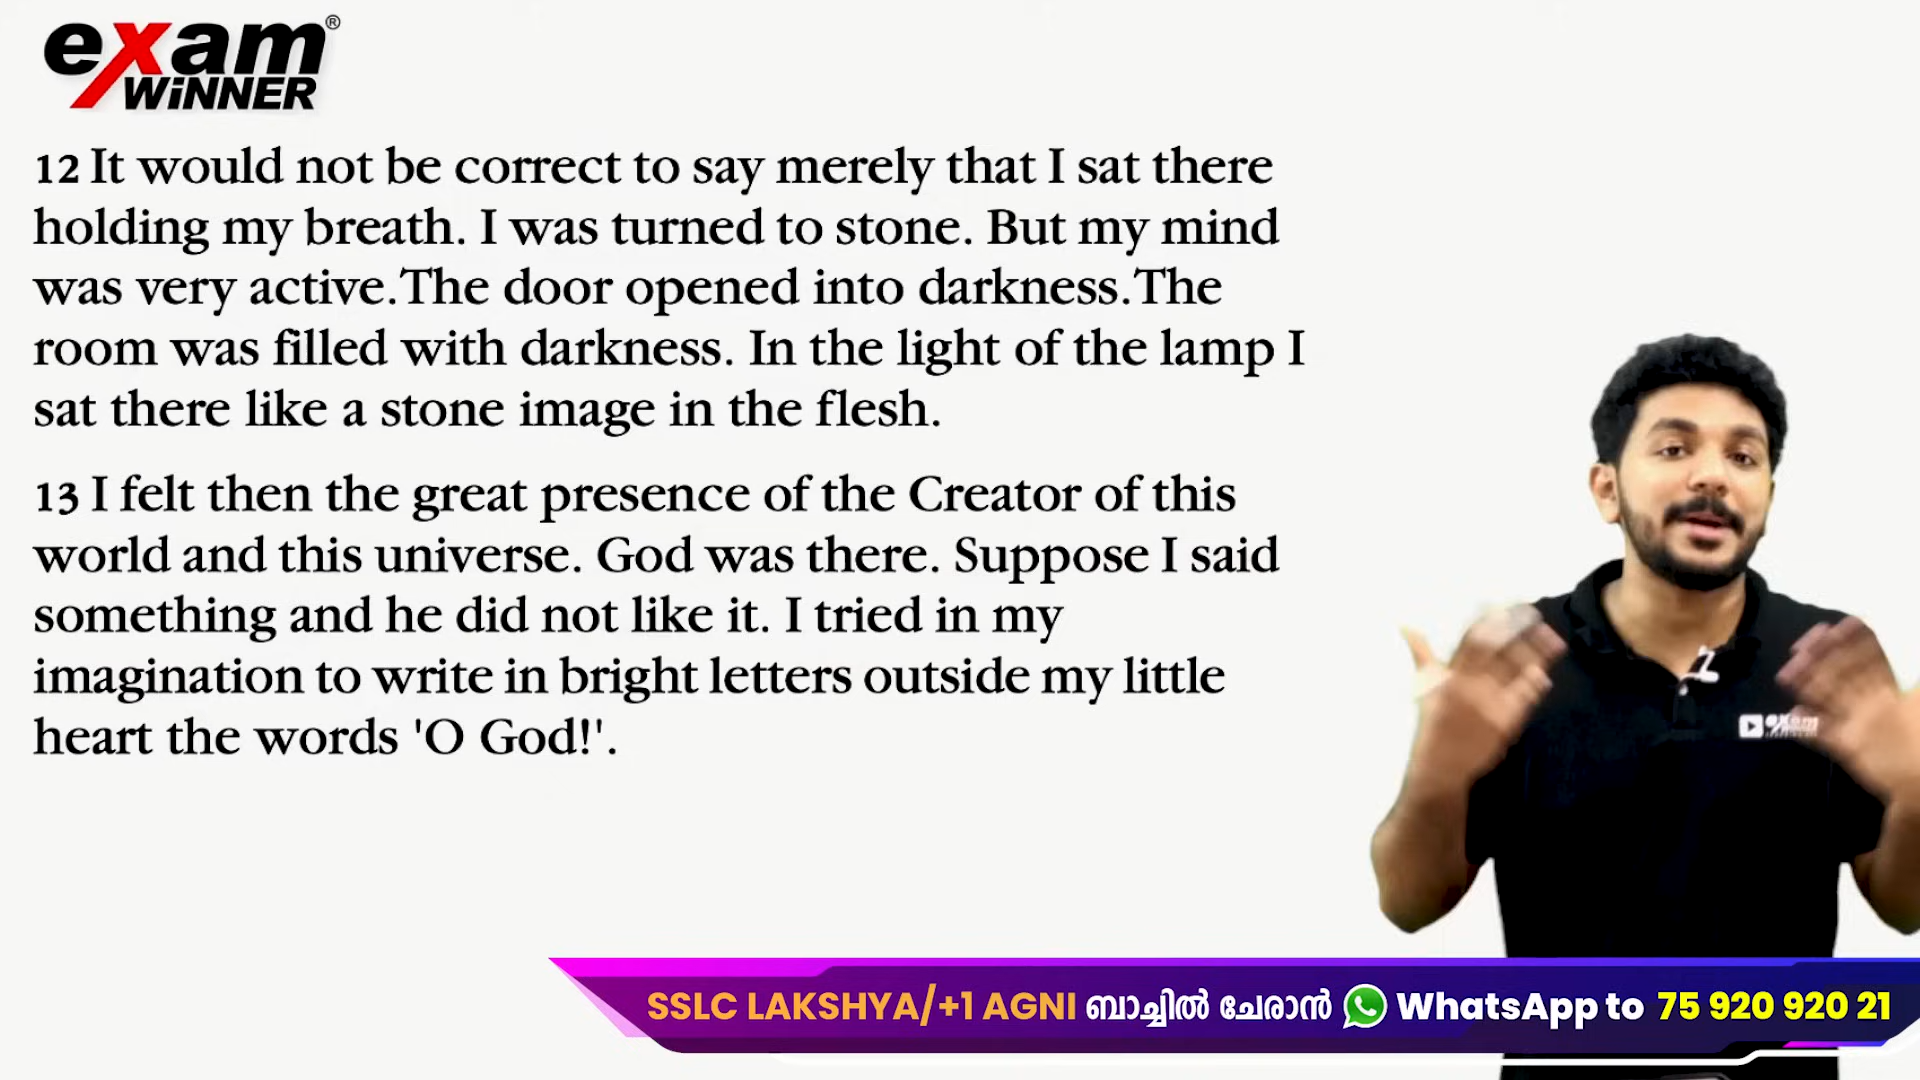 exam®
WiNNER
12 It would not be correct to say merely that I sat there
holding my breath. I was turned to stone. But my mind
was very active.The door opened into darkness.The
room was filled with darkness. In the light of the lamp I
sat there like a stone image in the flesh.
13 I felt then the great presence of the Creator of this
world and this universe. God was there. Suppose I said
something and he did not like it. I tried in my
imagination to write in bright letters outside my little
heart the words 'O God!'.
exam
SSLC LAKSHYA/+1 AGNI ബാച്ചിൽ ചേരാൻ WhatsApp to 75 920 920 21